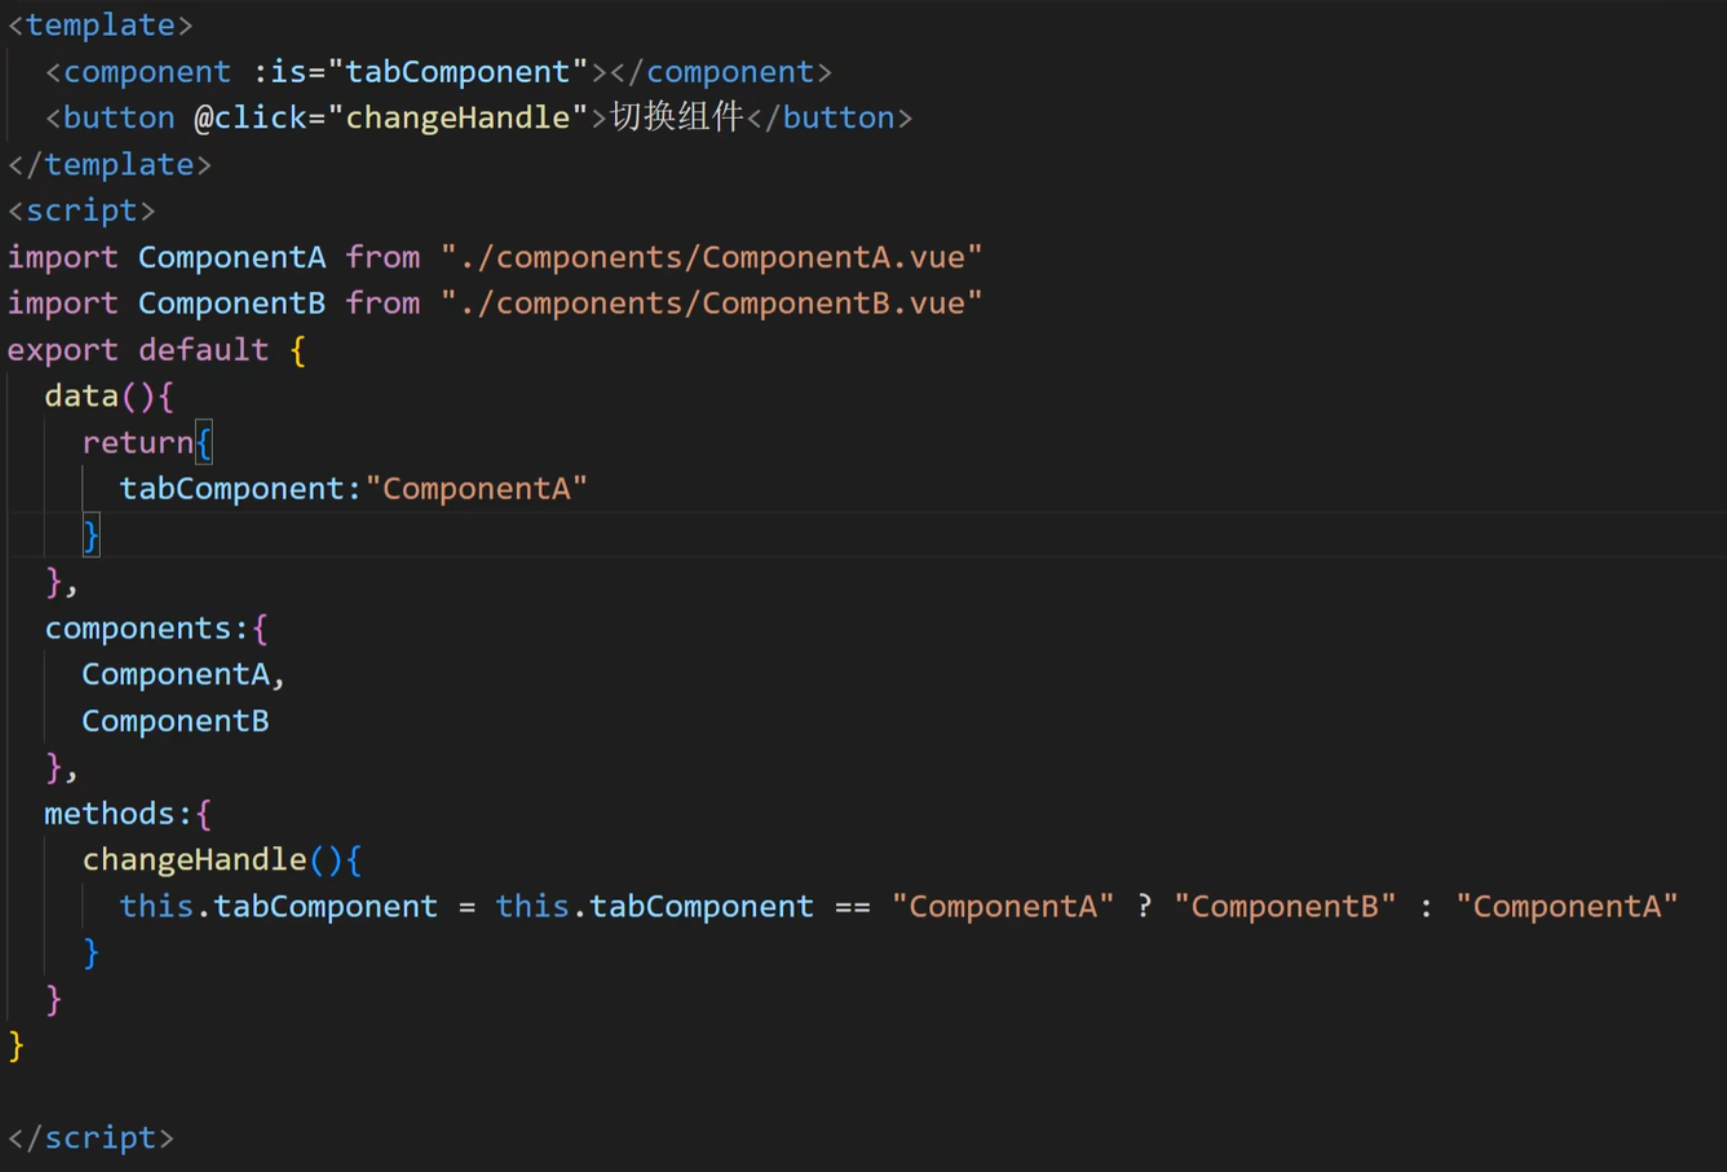 <template>
  <component :is="tabComponent"></component>
  <button @click="changeHandle">切换组件</button>
</template>
<script>
import ComponentA from "./components/ComponentA.vue"
import ComponentB from "./components/ComponentB.vue"
export default {
  data(){
    return{
      tabComponent:"ComponentA"
    }
  },
  components:{
    ComponentA,
    ComponentB
  },
  methods:{
    changeHandle(){
      this.tabComponent = this.tabComponent == "ComponentA" ? "ComponentB" : "ComponentA"
    }
  }
}
</script>